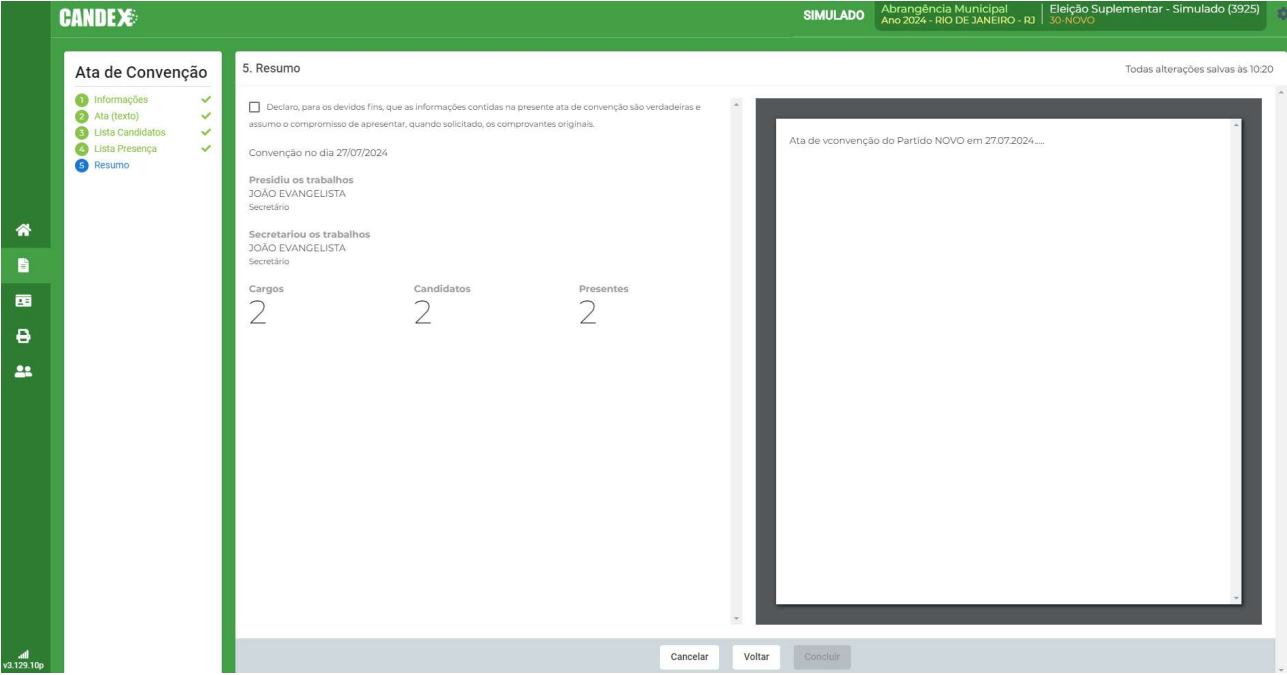 CANDEX
SIMULADO
Abrangência Municipal
Ano 2024 - RIO DE JANEIRO - RJ
Eleição Suplementar - Simulado (3925)
30-NOVO
Ata de Convenção
1 Informações
2 Ata (texto)
3 Lista Candidatos
4 Lista Presença
5 Resumo
5. Resumo
Todas alterações salvas às 10:20
Declaro, para os devidos fins, que as informações contidas na presente ata de convenção são verdadeiras e
assumo o compromisso de apresentar, quando solicitado, os comprovantes originais.
Convenção no dia 27/07/2024
Presidiu os trabalhos
JOÃO EVANGELISTA
Secretário
Secretariou os trabalhos
JOÃO EVANGELISTA
Secretário
Cargos Candidatos Presentes
2 2 2
Ata de vconvenção do Partido NOVO em 27.07.2024.....
Cancelar Voltar Concluir
v3.129.10p